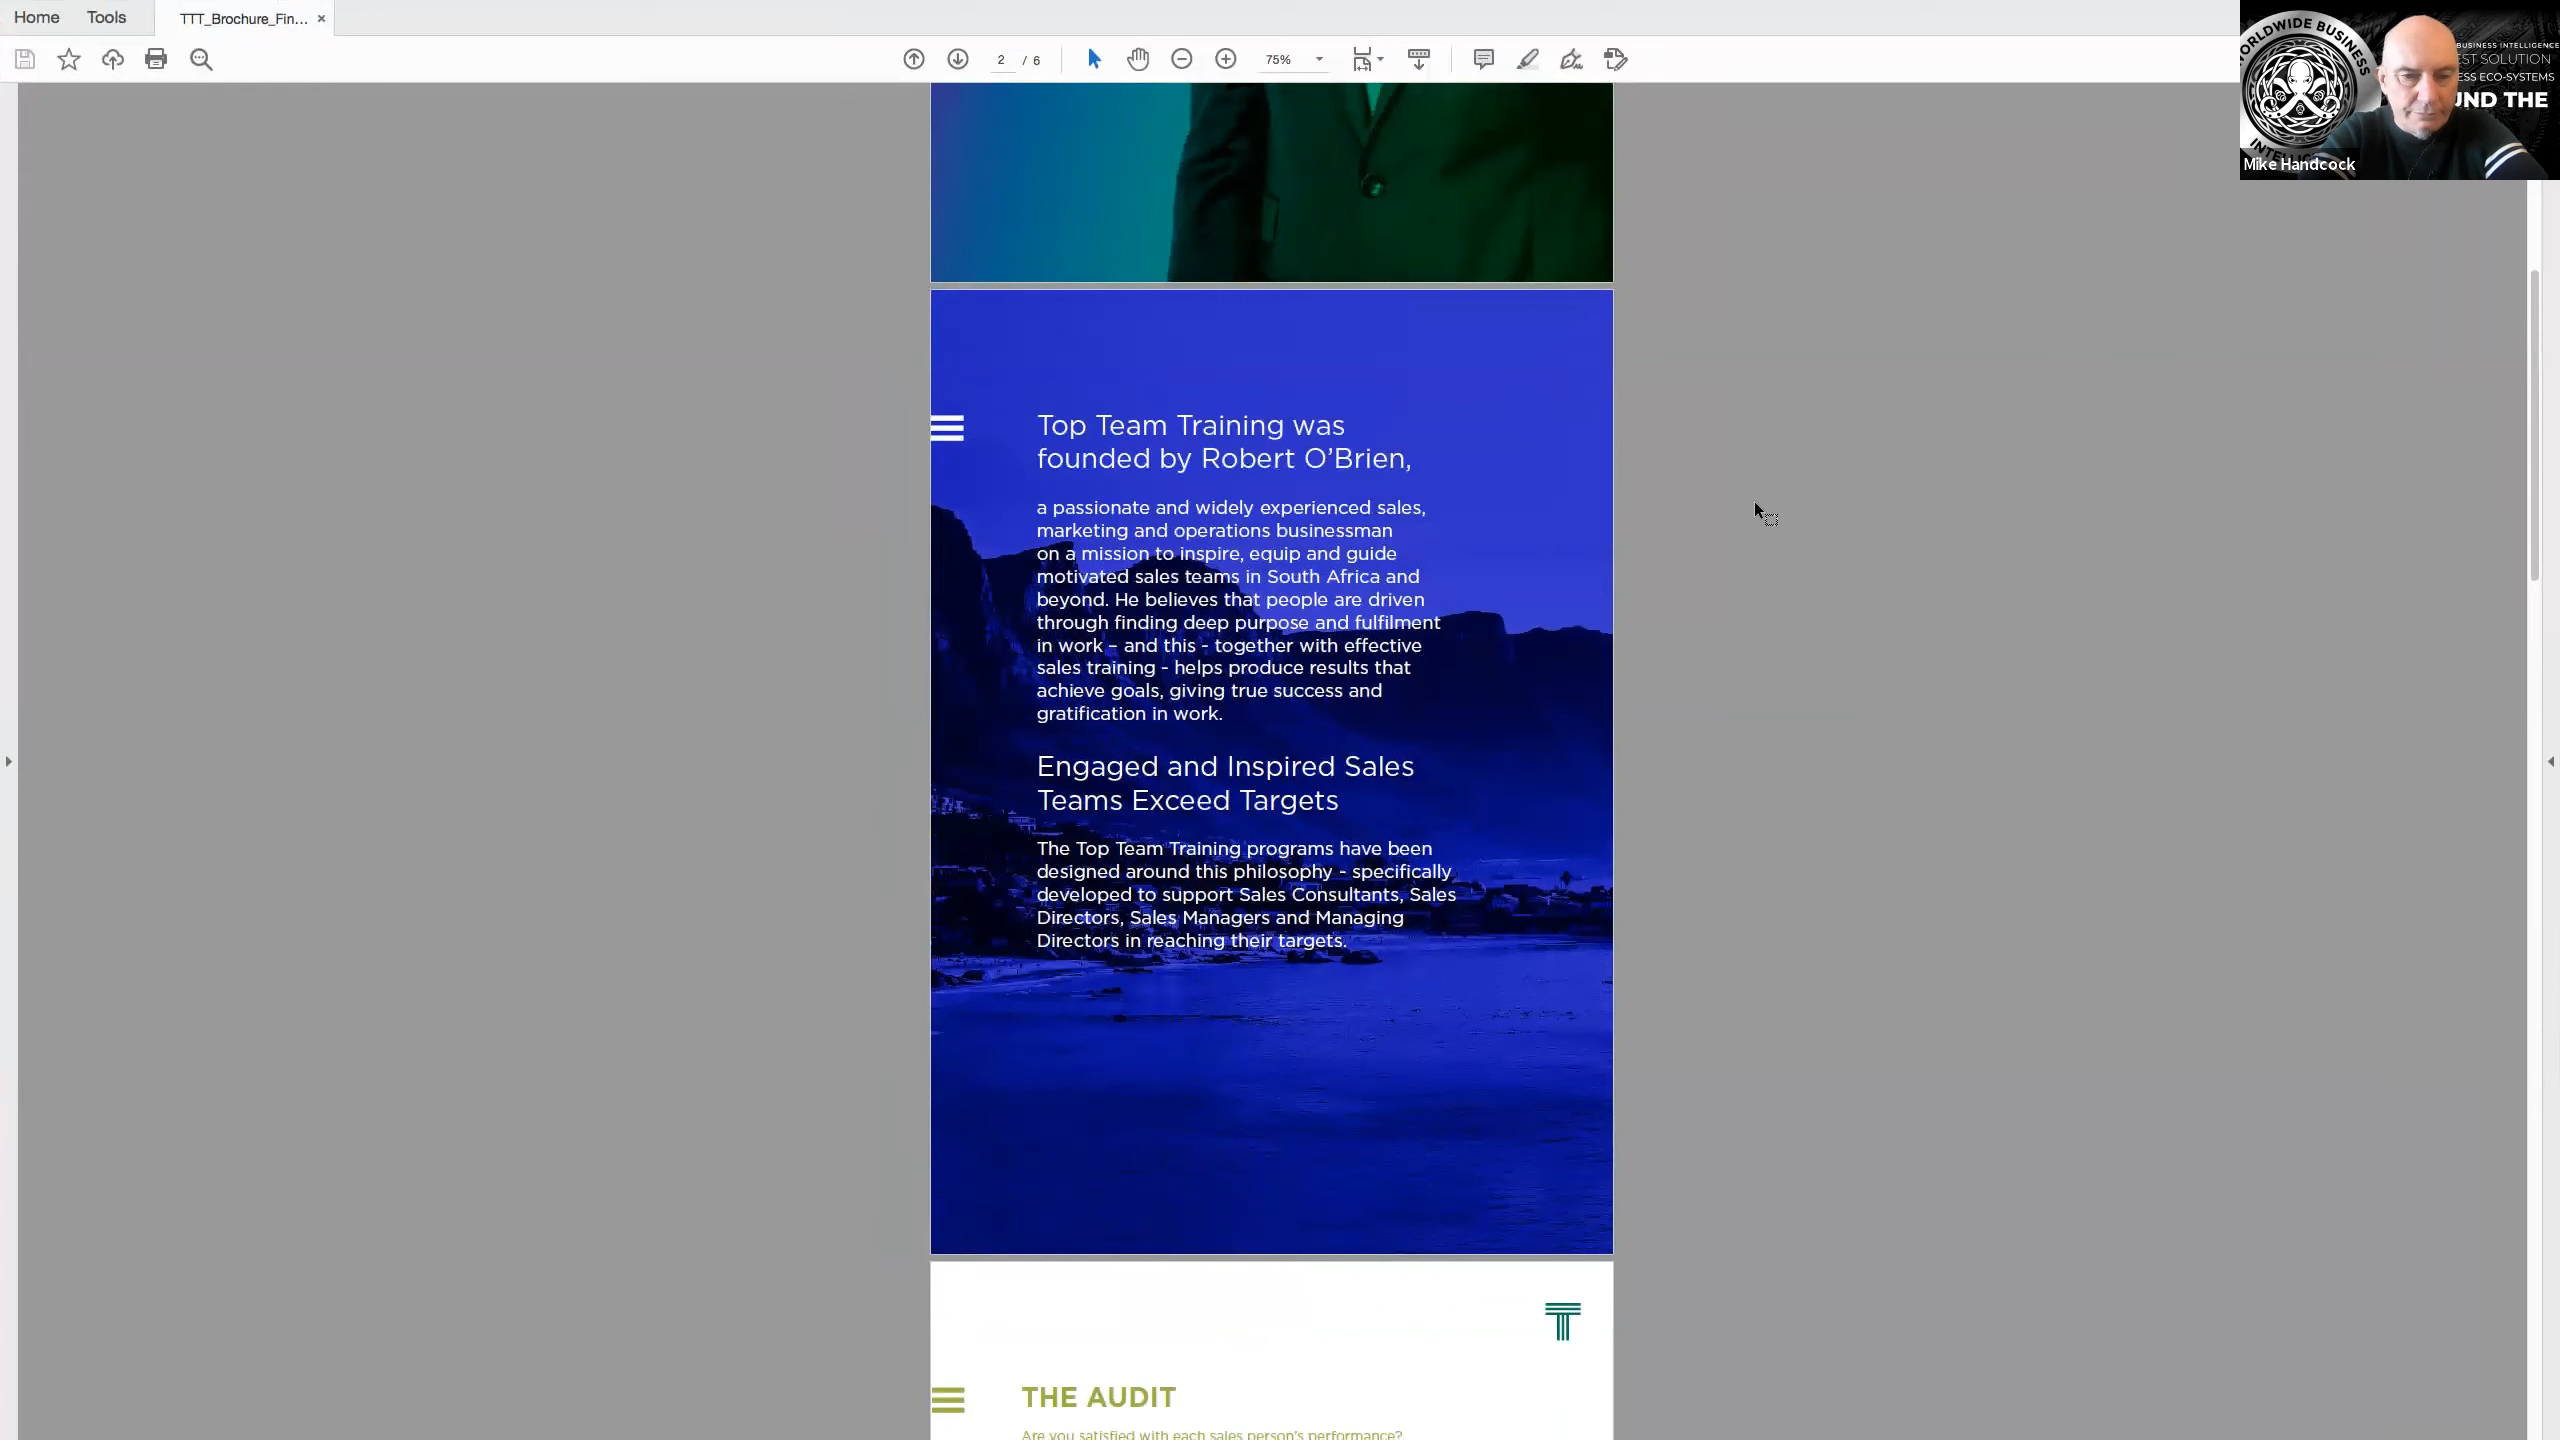 Home
Tools
TTT_Brochure_Fin...
2 / 6
75%
WORLDWIDE BUSINESS
BUSINESS INTELLIGENCE
EST SOLUTION
ESS ECO-SYSTEMS
UND THE
Mike Handcock
Top Team Training was
founded by Robert O’Brien,
a passionate and widely experienced sales,
marketing and operations businessman
on a mission to inspire, equip and guide
motivated sales teams in South Africa and
beyond. He believes that people are driven
through finding deep purpose and fulfilment
in work – and this - together with effective
sales training - helps produce results that
achieve goals, giving true success and
gratification in work.
Engaged and Inspired Sales
Teams Exceed Targets
The Top Team Training programs have been
designed around this philosophy - specifically
developed to support Sales Consultants, Sales
Directors, Sales Managers and Managing
Directors in reaching their targets.
T
THE AUDIT
Are you satisfied with each sales person's performance?